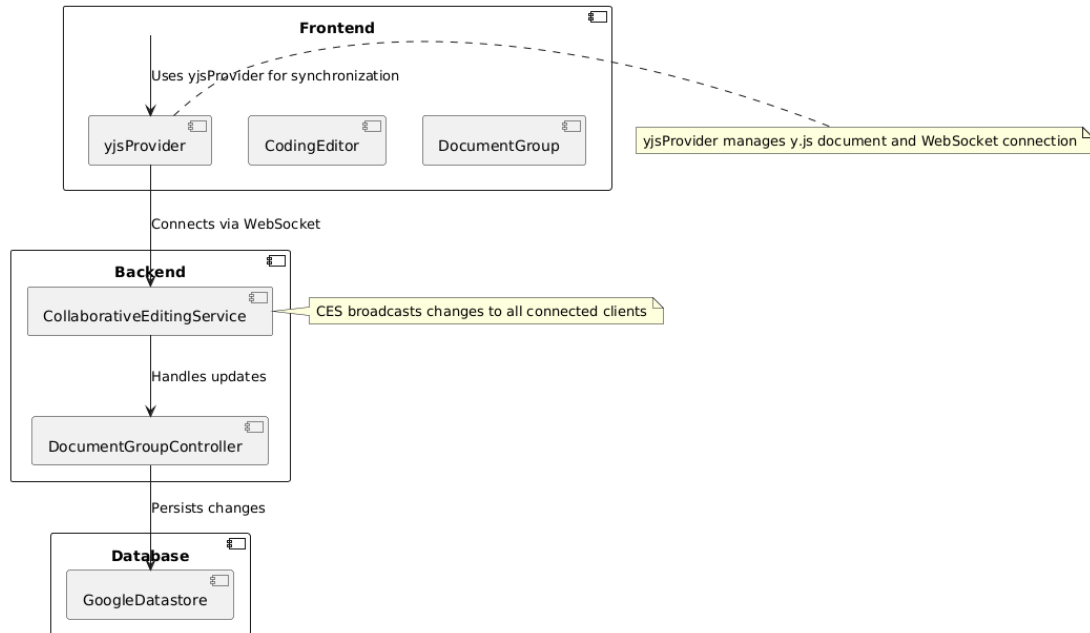 Frontend
Uses yjsProvider for synchronization
yjsProvider
CodingEditor
DocumentGroup
yjsProvider manages y.js document and WebSocket connection
Connects via WebSocket
Backend
CollaborativeEditingService
CES broadcasts changes to all connected clients
Handles updates
DocumentGroupController
Persists changes
Database
GoogleDatastore